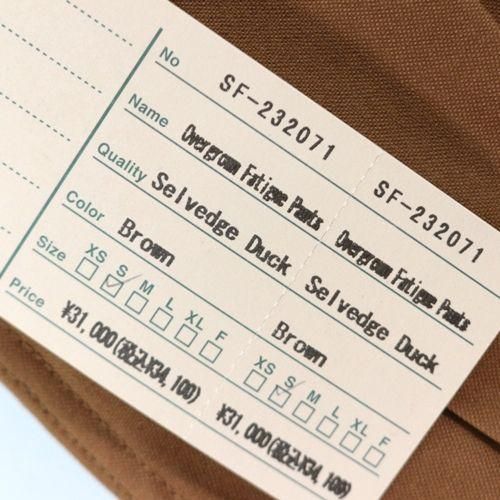 No SF-232071 SF-232071
Name Overgrown Fatigue Pants Overgrown Fatigue Pants
Quality Selvedge Duck Selvedge Duck
Color Brown Brown
Size XS S M L XL F XS S M L XL F
Price ¥31,000(税込¥34,100) ¥31,000(税込¥34,100)